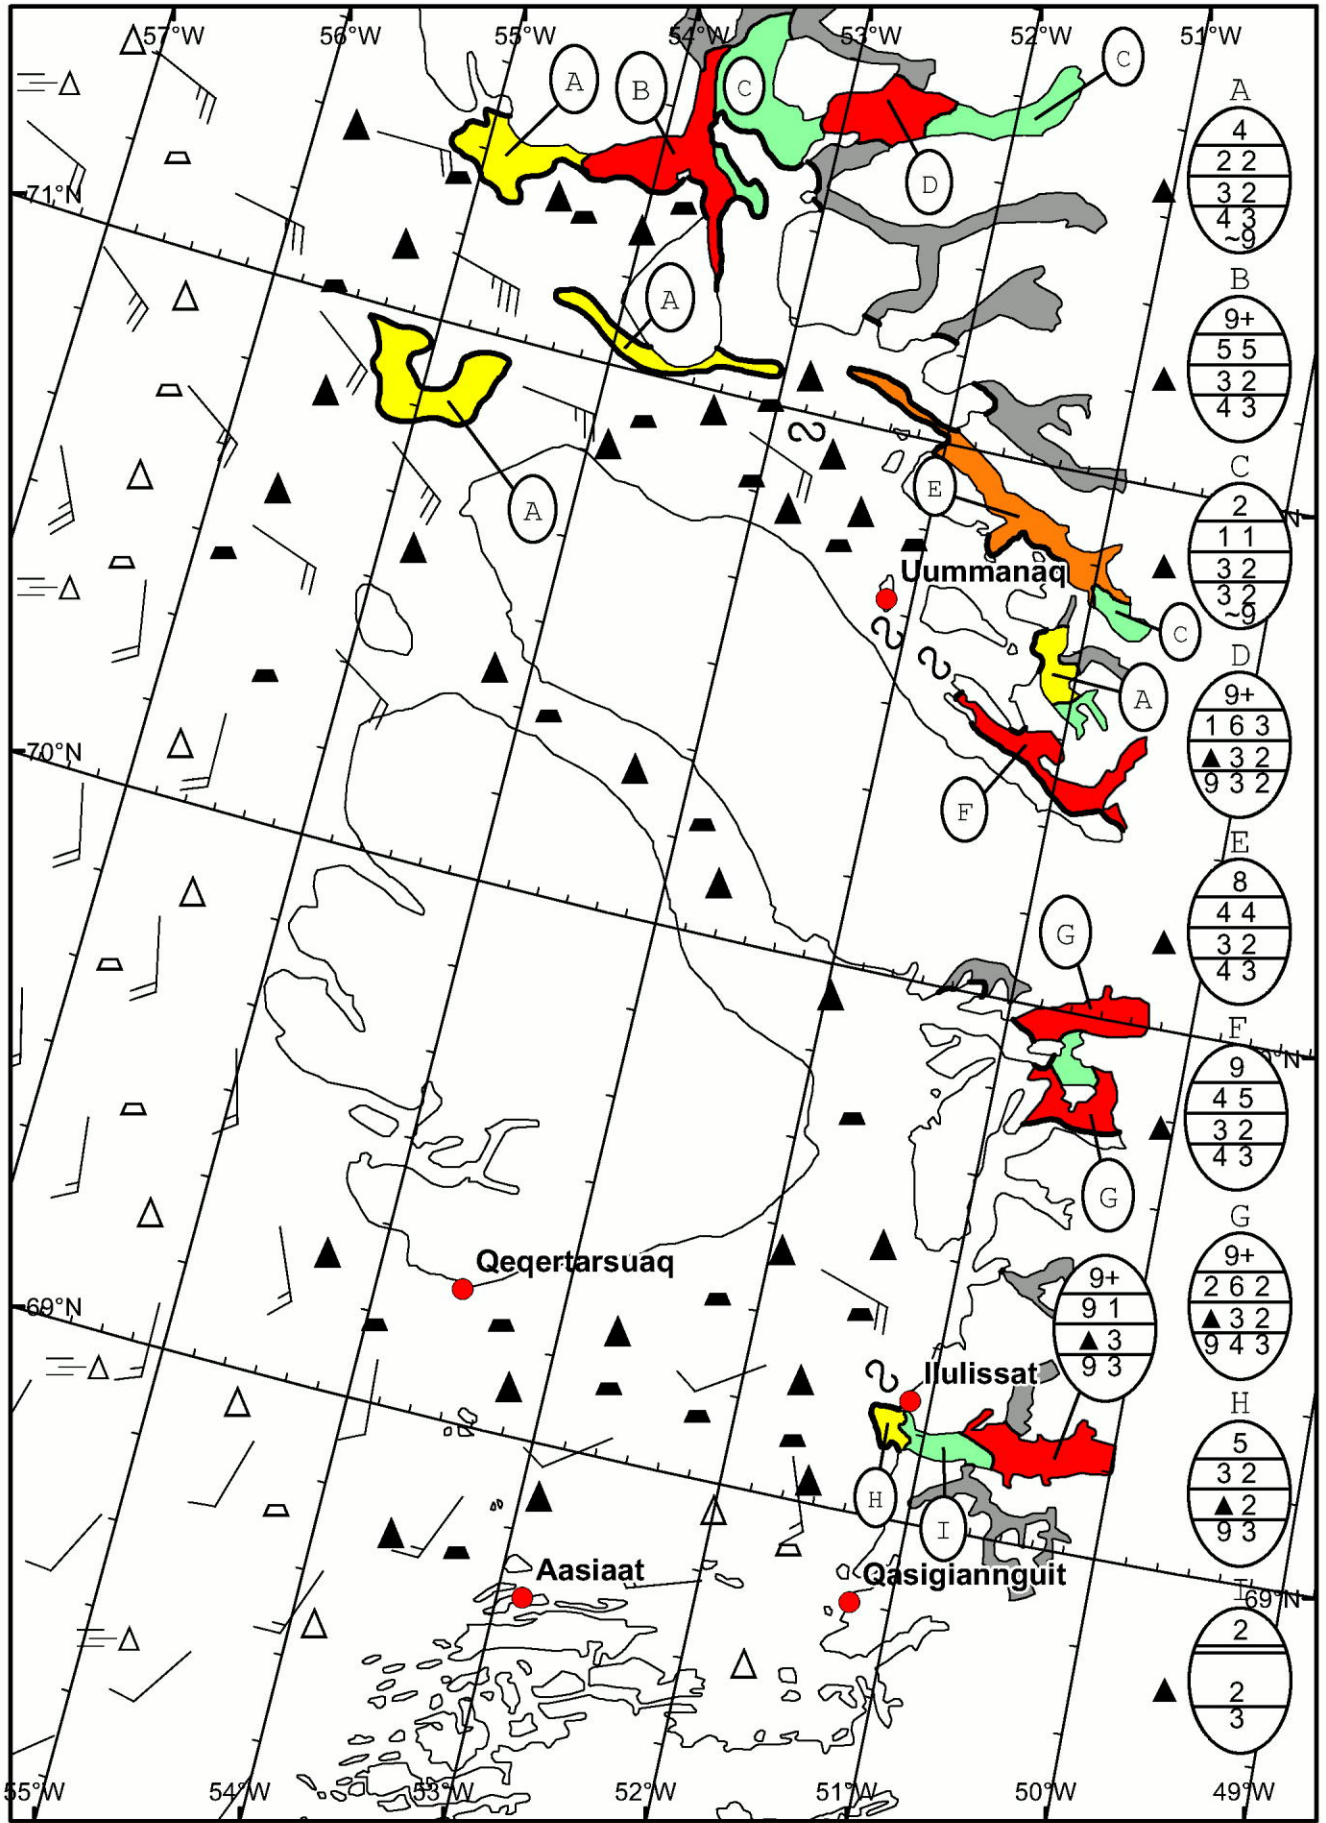 57°W 56°W 55°W 54°W 53°W 52°W 51°W
A B C C
D
A
4
2 2
3 2
4 3
~9
71°N
A
B
9+
5 5
3 2
4 3
A
E
C
2
1 1
3 2
3 2
~9
N
Uummanaq
C
A
D
9+
1 6 3
▲ 3 2
9 3 2
70°N
F
E
8
4 4
3 2
4 3
G
F
9
4 5
3 2
4 3
0°N
G
G
9+
2 6 2
▲ 3 2
9 4 3
Qeqertarsuaq
9+
9 1
▲ 3
9 3
69°N
Ilulissat
H
5
3 2
▲ 2
9 3
H
I
Aasiaat
Qasigiannguit
I
69°N
2
2
3
55°W 54°W 53°W 52°W 51°W 50°W 49°W